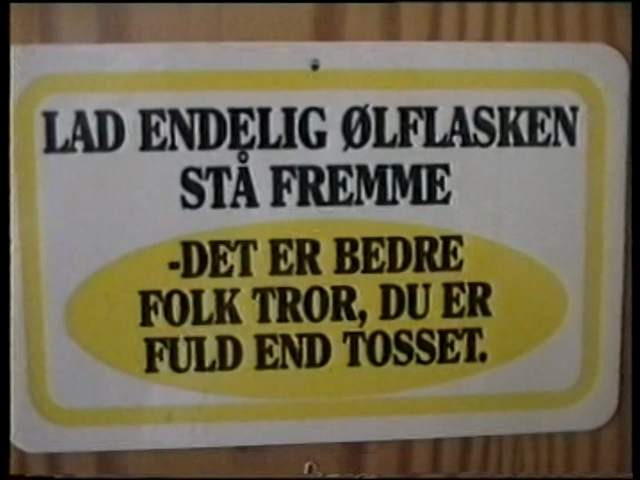 LAD ENDELIG ØLFLASKEN
STÅ FREMME
-DET ER BEDRE
FOLK TROR, DU ER
FULD END TOSSET.